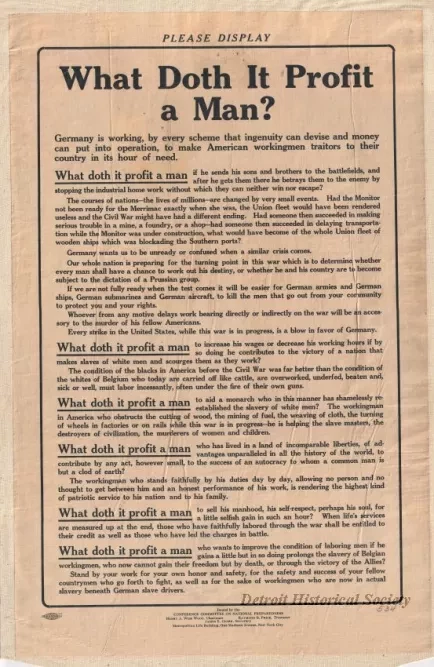 PLEASE DISPLAY
What Doth It Profit
a Man?
Germany is working, by every scheme that ingenuity can devise and money
can put into operation, to make American workingmen traitors to their
country in its hour of need.
What doth it profit a man if he sends his sons and brothers to the battlefields, and
after he gets them there he betrays them to the enemy by
stopping the industrial home work without which they can neither win nor escape?
The courses of nations—the lives of millions—are changed by very small events. Had the Monitor
not been ready for the Merrimac exactly when she was, the Union fleet would have been rendered
useless and the Civil War might have had a different ending. Had someone then succeeded in making
serious trouble in a mine, a foundry, or a shop—had someone then succeeded in delaying transporta-
tion while the Monitor was under construction, what would have become of the whole Union fleet of
wooden ships which was blockading the Southern ports?
Germany wants us to be unready or confused when a similar crisis comes.
Our whole nation is preparing for the turning point in this war which is to determine whether
every man shall have a chance to work out his destiny, or whether he and his country are to become
subject to the dictation of a Prussian group.
If we are not fully ready when the test comes it will be easier for German armies and German
ships, German submarines and German aircraft, to kill the men that go out from your community
to protect you and your rights.
Whoever from any motive delays work bearing directly or indirectly on the war will be an acces-
sory to the murder of his fellow Americans.
Every strike in the United States, while this war is in progress, is a blow in favor of Germany.
What doth it profit a man to increase his wages or decrease his working hours if by
so doing he contributes to the victory of a nation that
makes slaves of white men and scourges them as they work?
The condition of the blacks in America before the Civil War was far better than the condition of
the whites of Belgium who today are carried off like cattle, are overworked, underfed, beaten and,
sick or well, must labor incessantly, often under the fire of their own guns.
What doth it profit a man to aid a monarch who in this manner has shamelessly re-
established the slavery of white men? The workingman
in America who obstructs the cutting of wood, the mining of fuel, the weaving of cloth, the turning
of wheels in factories or on rails while this war is in progress—he is helping the slave masters, the
destroyers of civilization, the murderers of women and children.
What doth it profit a man who has lived in a land of incomparable liberties, of ad-
vantages unparalleled in all the history of the world, to
contribute by any act, however small, to the success of an autocracy to whom a common man is
but a clod of earth?
The workingman who stands faithfully by his duties day by day, allowing no person and no
thought to get between him and an honest performance of his work, is rendering the highest kind
of patriotic service to his nation and to his family.
What doth it profit a man to sell his manhood, his self-respect, perhaps his soul, for
a little selfish gain in such an hour? When life's services
are measured up at the end, those who have faithfully labored through the war shall be entitled to
their credit as well as those who have led the charges in battle.
What doth it profit a man who wants to improve the condition of laboring men if he
gains a little but in so doing prolongs the slavery of Belgian
workingmen, who now cannot gain their freedom but by death, or through the victory of the Allies?
Stand by your work for your own honor and safety, for the safety and success of your fellow
countrymen who go forth to fight, as well as for the sake of workingmen who are now in actual
slavery beneath German slave drivers.
Detroit Historical Society
Issued by the
CONFERENCE COMMITTEE ON NATIONAL PREPAREDNESS